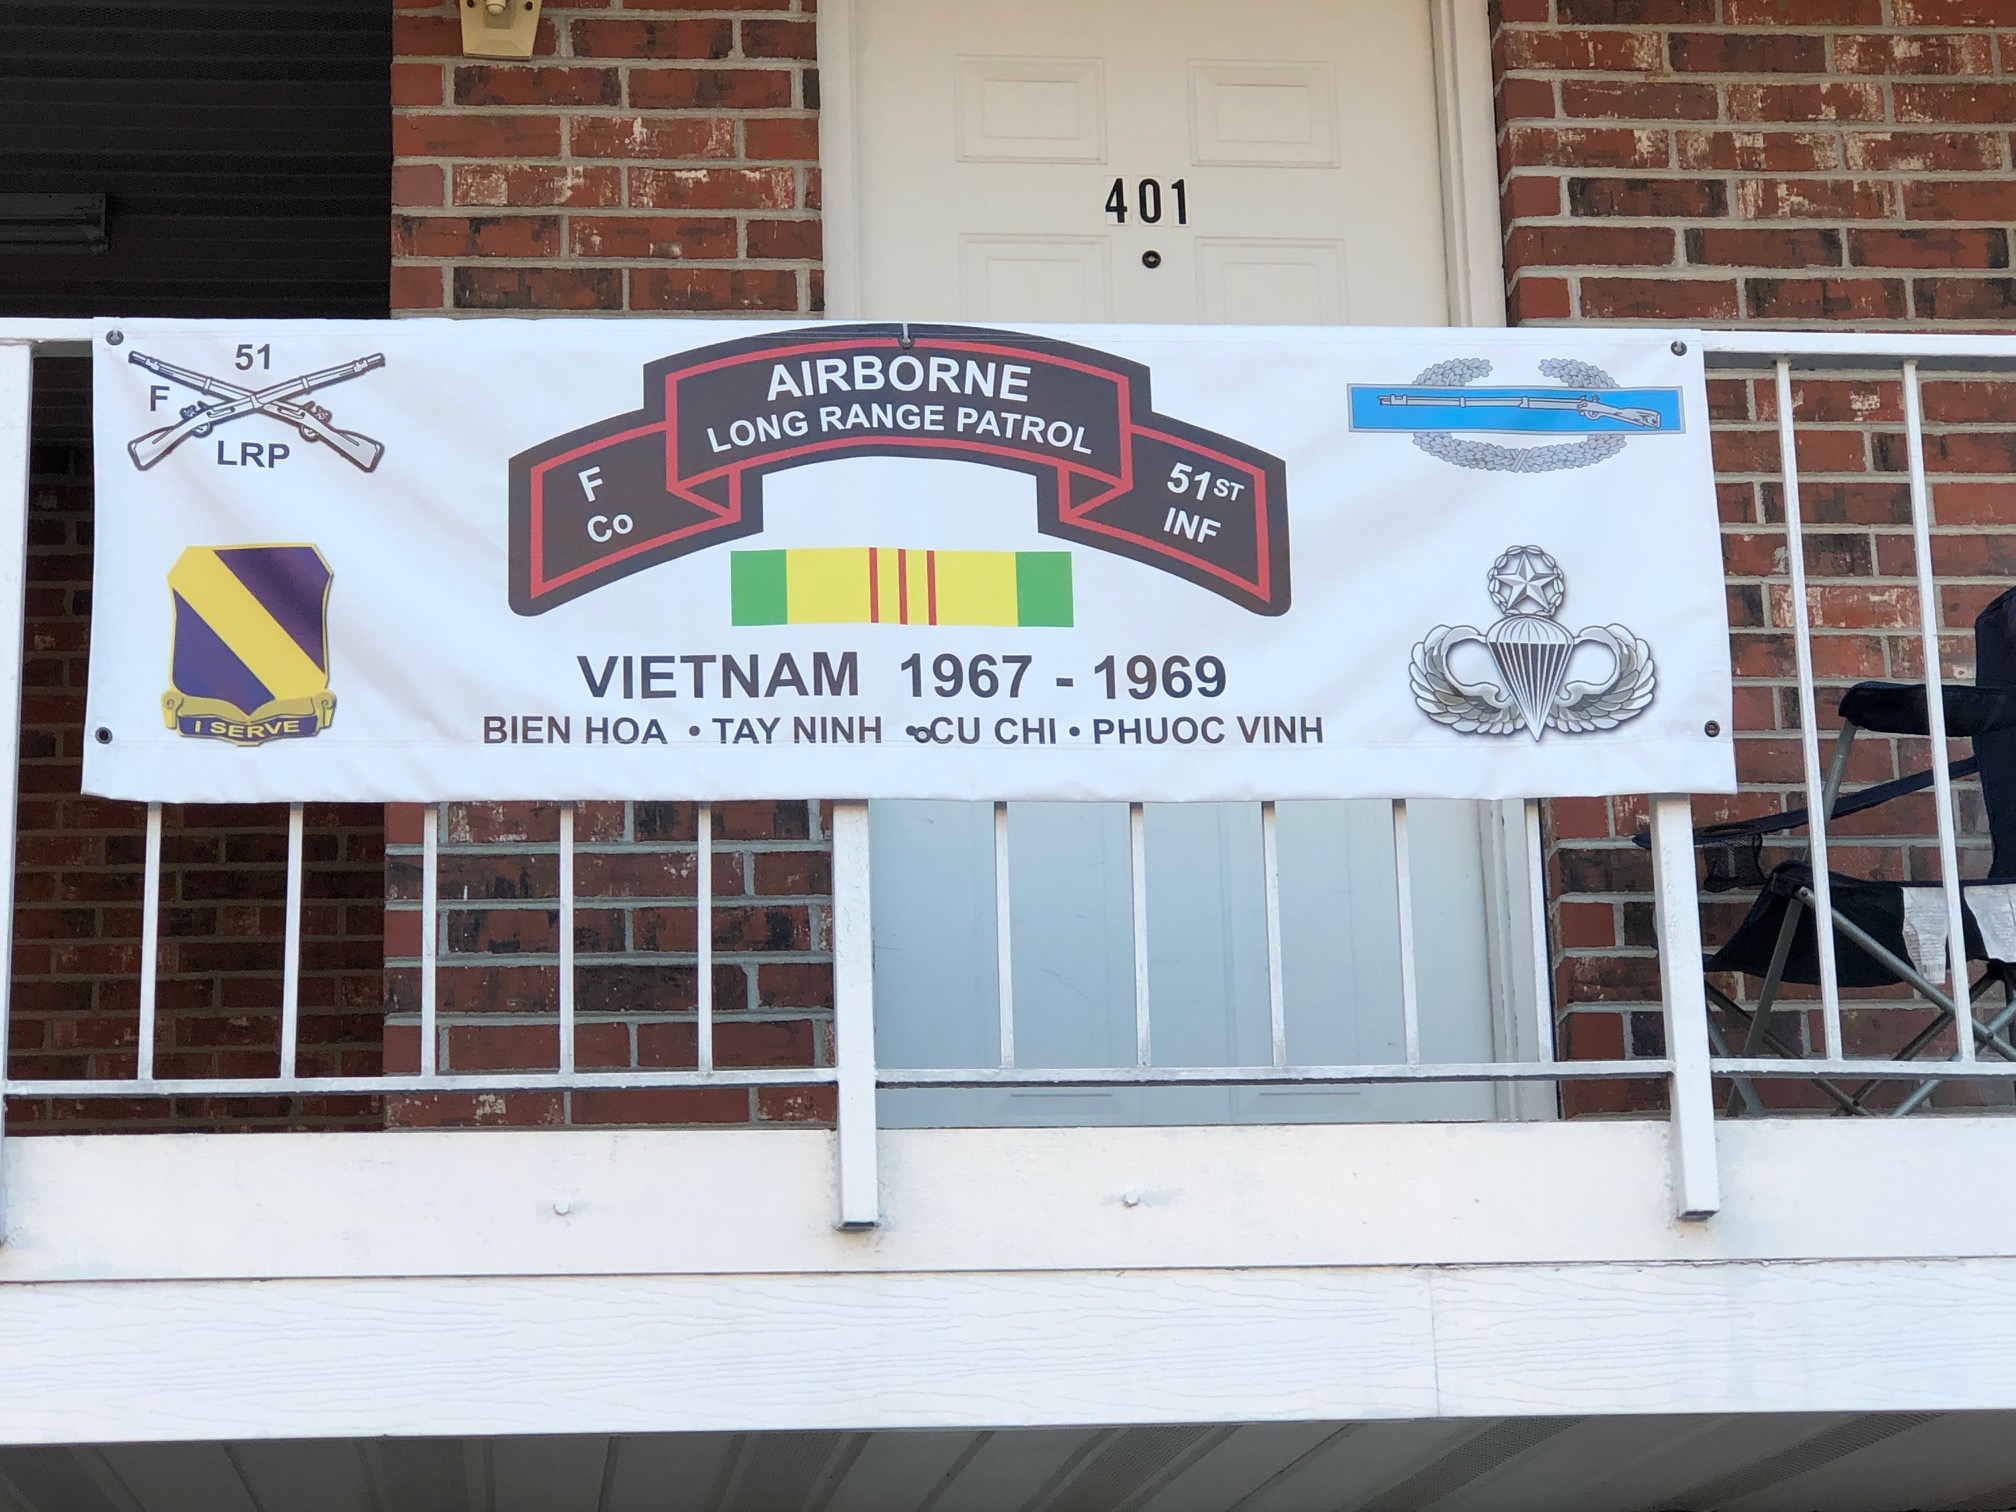 401
51
F
LRP
AIRBORNE
LONG RANGE PATROL
F
Co
51ST
INF
I SERVE
VIETNAM 1967 - 1969
BIEN HOA • TAY NINH • CU CHI • PHUOC VINH